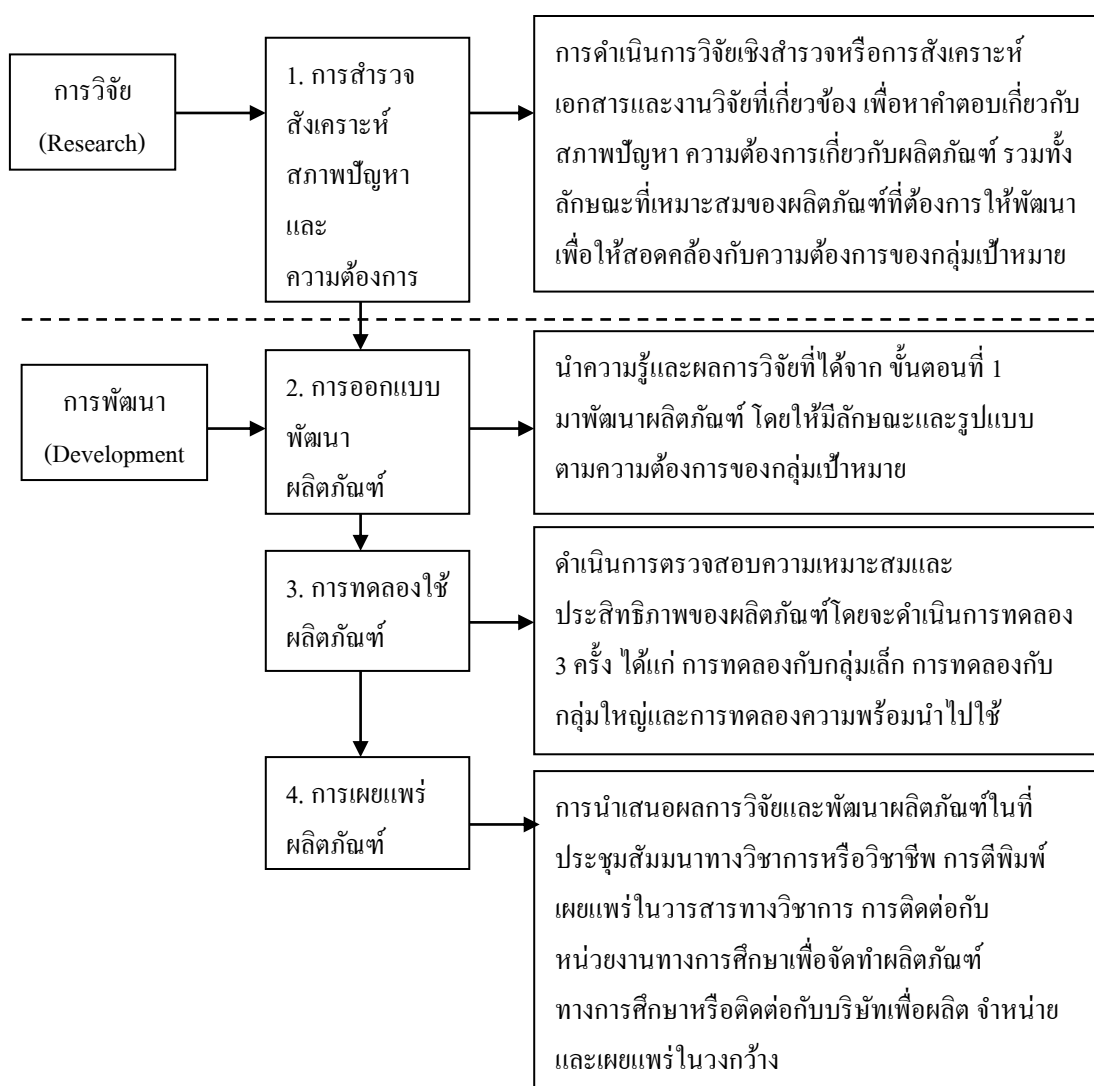 การวิจัย
(Research)
1. การสำรวจ
สังเคราะห์
สภาพปัญหา
และ
ความต้องการ
การดำเนินการวิจัยเชิงสำรวจหรือการสังเคราะห์
เอกสารและงานวิจัยที่เกี่ยวข้อง เพื่อหาคำตอบเกี่ยวกับ
สภาพปัญหา ความต้องการเกี่ยวกับผลิตภัณฑ์ รวมทั้ง
ลักษณะที่เหมาะสมของผลิตภัณฑ์ที่ต้องการให้พัฒนา
เพื่อให้สอดคล้องกับความต้องการของกลุ่มเป้าหมาย
การพัฒนา
(Development
2. การออกแบบ
พัฒนา
ผลิตภัณฑ์
นำความรู้และผลการวิจัยที่ได้จาก ขั้นตอนที่ 1
มาพัฒนาผลิตภัณฑ์ โดยให้มีลักษณะและรูปแบบ
ตามความต้องการของกลุ่มเป้าหมาย
3. การทดลองใช้
ผลิตภัณฑ์
ดำเนินการตรวจสอบความเหมาะสมและ
ประสิทธิภาพของผลิตภัณฑ์โดยจะดำเนินการทดลอง
3 ครั้ง ได้แก่ การทดลองกับกลุ่มเล็ก การทดลองกับ
กลุ่มใหญ่และการทดลองความพร้อมนำไปใช้
4. การเผยแพร่
ผลิตภัณฑ์
การนำเสนอผลการวิจัยและพัฒนาผลิตภัณฑ์ในที่
ประชุมสัมมนาทางวิชาการหรือวิชาชีพ การตีพิมพ์
เผยแพร่ในวารสารทางวิชาการ การติดต่อกับ
หน่วยงานทางการศึกษาเพื่อจัดทำผลิตภัณฑ์
ทางการศึกษาหรือติดต่อกับบริษัทเพื่อผลิต จำหน่าย
และเผยแพร่ในวงกว้าง